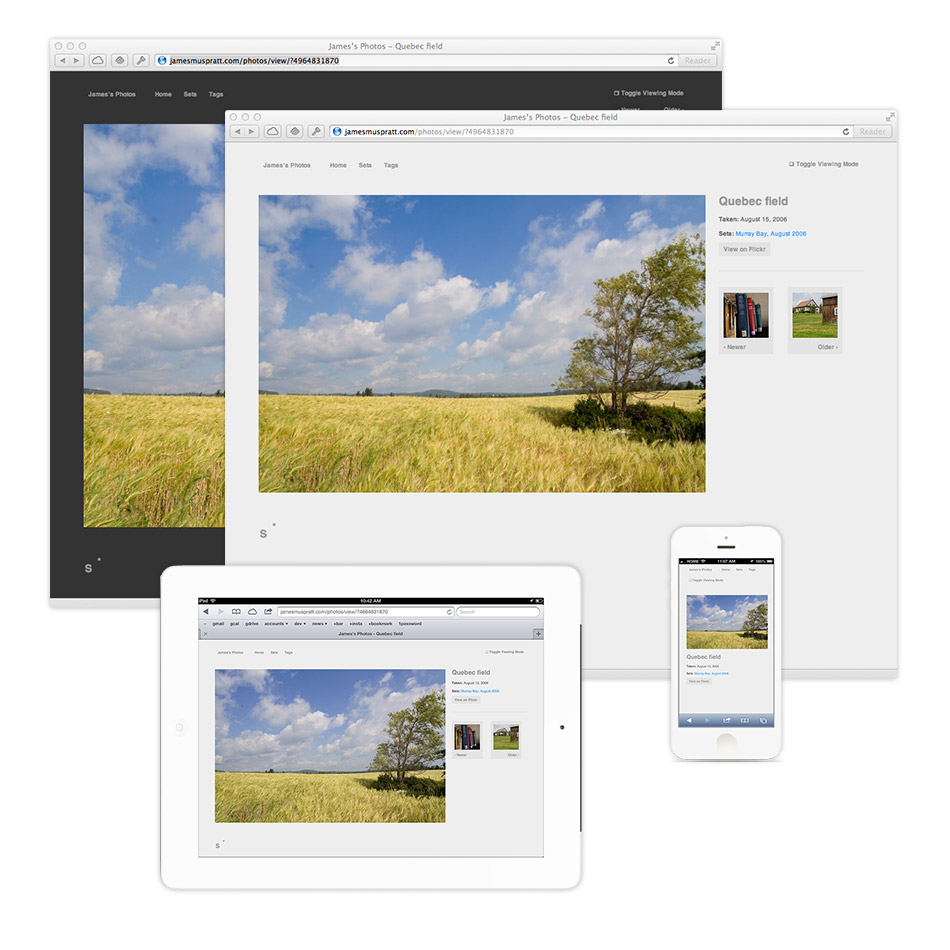 James's Photos – Quebec field
jamesmuspratt.com/photos/view/?4964831870
Reader
James's Photos Home Sets Tags
Toggle Viewing Mode
‹ Newer Older ›
S
James's Photos – Quebec field
jamesmuspratt.com/photos/view/?4964831870
Reader
James's Photos Home Sets Tags
Toggle Viewing Mode
Quebec field
Taken: August 15, 2006
Sets: Murray Bay, August 2006
View on Flickr
‹ Newer Older ›
S
iPad 10:42 AM
jamesmuspratt.com/photos/view/?4964831870 Search
gmail gcal gdrive accounts ▾ dev ▾ news ▾ +bar +insta +bookmark 1password
James's Photos - Quebec field
James's Photos Home Sets Tags
Toggle Viewing Mode
Quebec field
Taken: August 15, 2006
Sets: Murray Bay, August 2006
View on Flickr
‹ Newer Older ›
S
HOME 11:07 AM 100%
James's Photos Home Sets Tags
Toggle Viewing Mode
Quebec field
Taken: August 15, 2006
Sets: Murray Bay, August 2006
View on Flickr